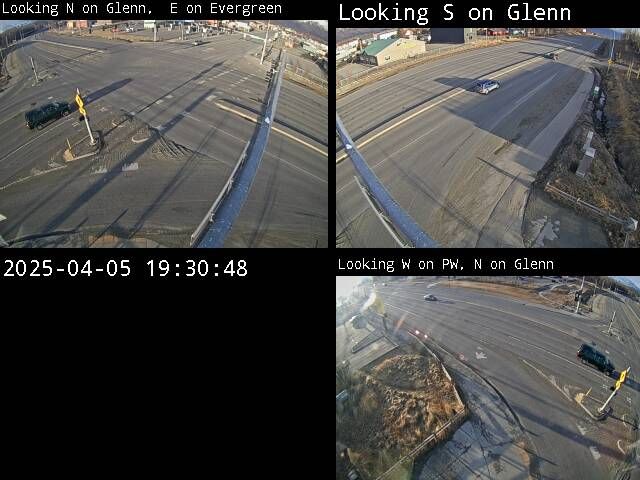 Looking N on Glenn,  E on Evergreen
Looking S on Glenn
2025-04-05 19:30:48
Looking W on PW, N on Glenn